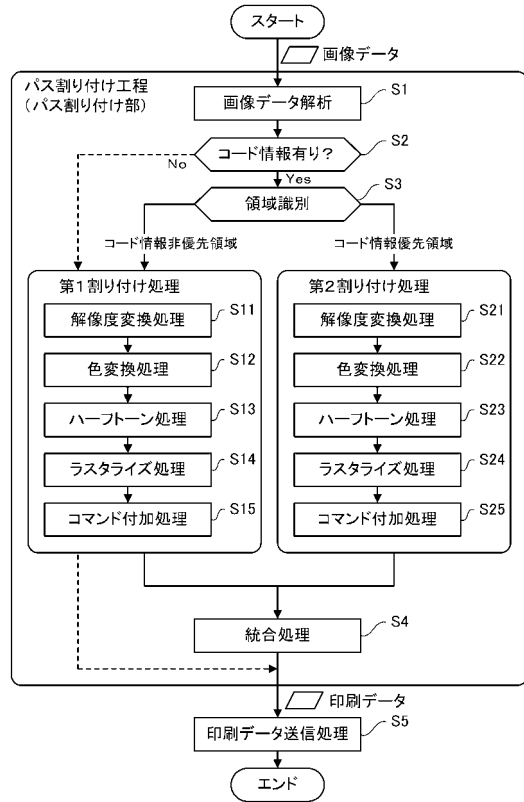 スタート
画像データ
パス割り付け工程
(パス割り付け部)
画像データ解析
S1
コード情報有り?
S2
No
Yes
領域識別
S3
コード情報非優先領域
コード情報優先領域
第1割り付け処理
解像度変換処理
S11
色変換処理
S12
ハーフトーン処理
S13
ラスタライズ処理
S14
コマンド付加処理
S15
第2割り付け処理
解像度変換処理
S21
色変換処理
S22
ハーフトーン処理
S23
ラスタライズ処理
S24
コマンド付加処理
S25
統合処理
S4
印刷データ
印刷データ送信処理
S5
エンド